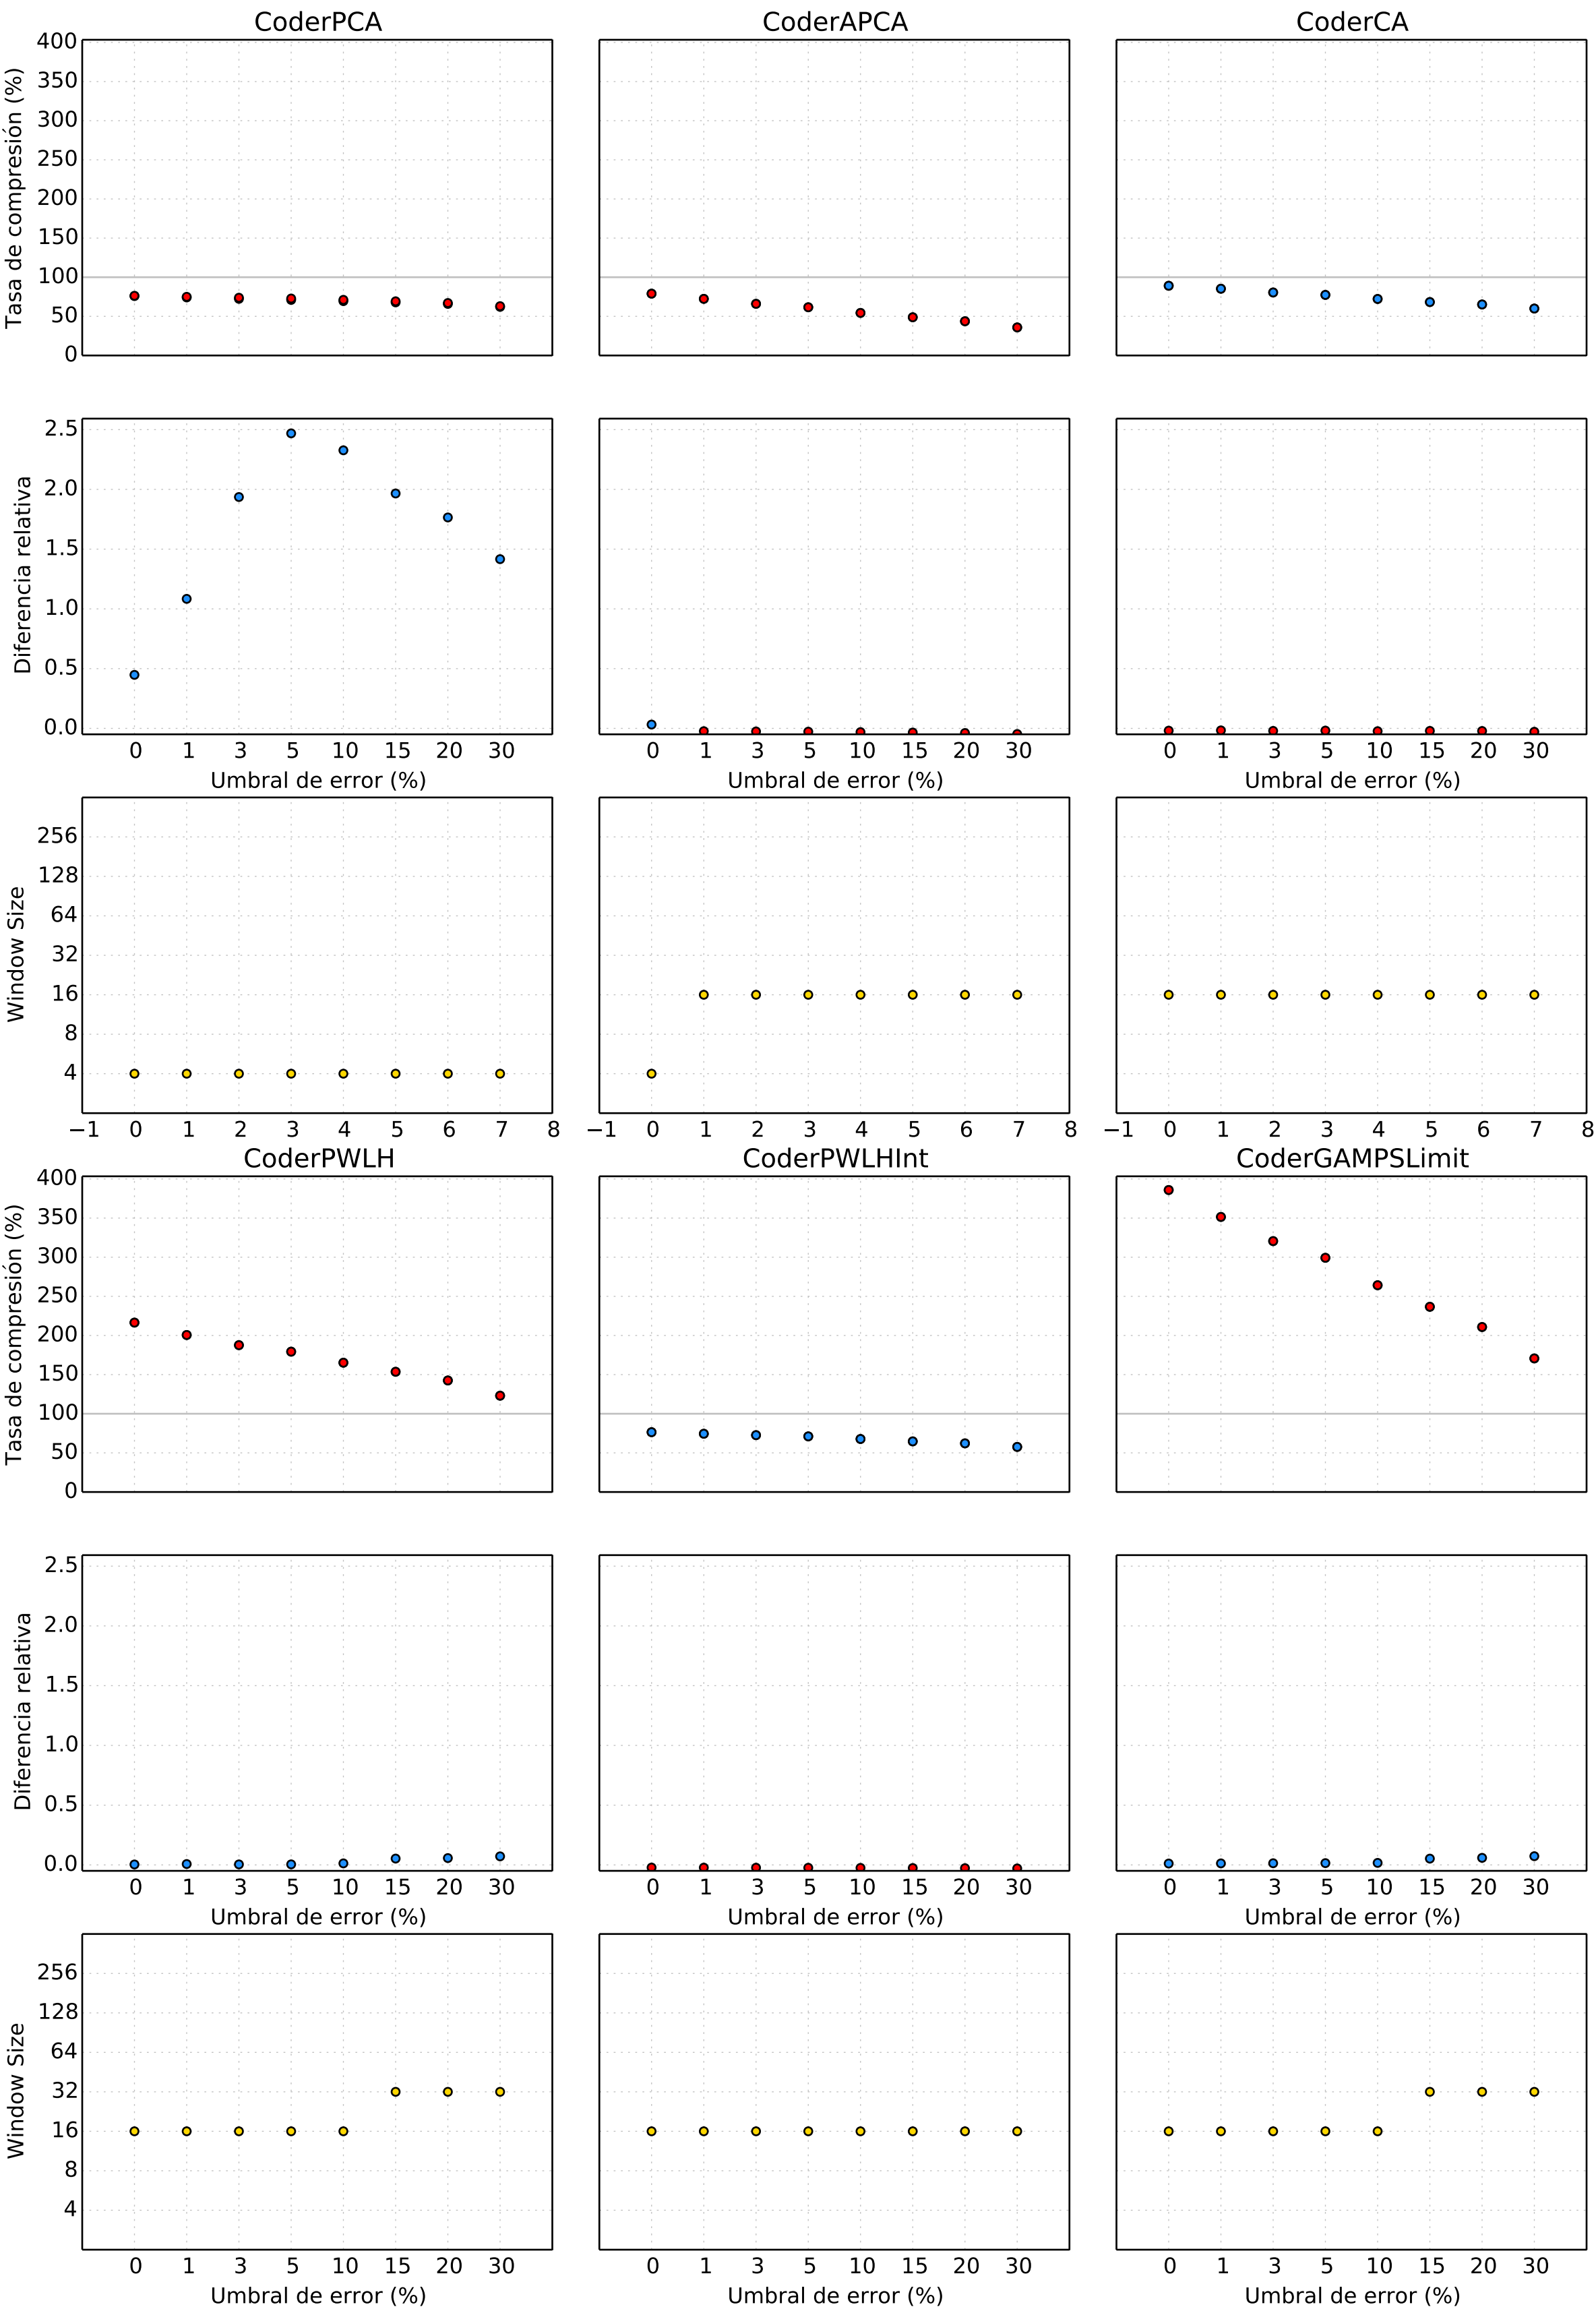 CoderPCA CoderAPCA CoderCA
Tasa de compresión (%)
400
350
300
250
200
150
100
50
0
Diferencia relativa
2.5
2.0
1.5
1.0
0.5
0.0
0 1 3 5 10 15 20 30 0 1 3 5 10 15 20 30 0 1 3 5 10 15 20 30
Umbral de error (%) Umbral de error (%) Umbral de error (%)
Window Size
256
128
64
32
16
8
4
−1 0 1 2 3 4 5 6 7 8 −1 0 1 2 3 4 5 6 7 8 −1 0 1 2 3 4 5 6 7 8
CoderPWLH CoderPWLHInt CoderGAMPSLimit
Tasa de compresión (%)
400
350
300
250
200
150
100
50
0
Diferencia relativa
2.5
2.0
1.5
1.0
0.5
0.0
0 1 3 5 10 15 20 30 0 1 3 5 10 15 20 30 0 1 3 5 10 15 20 30
Umbral de error (%) Umbral de error (%) Umbral de error (%)
Window Size
256
128
64
32
16
8
4
0 1 3 5 10 15 20 30 0 1 3 5 10 15 20 30 0 1 3 5 10 15 20 30
Umbral de error (%) Umbral de error (%) Umbral de error (%)